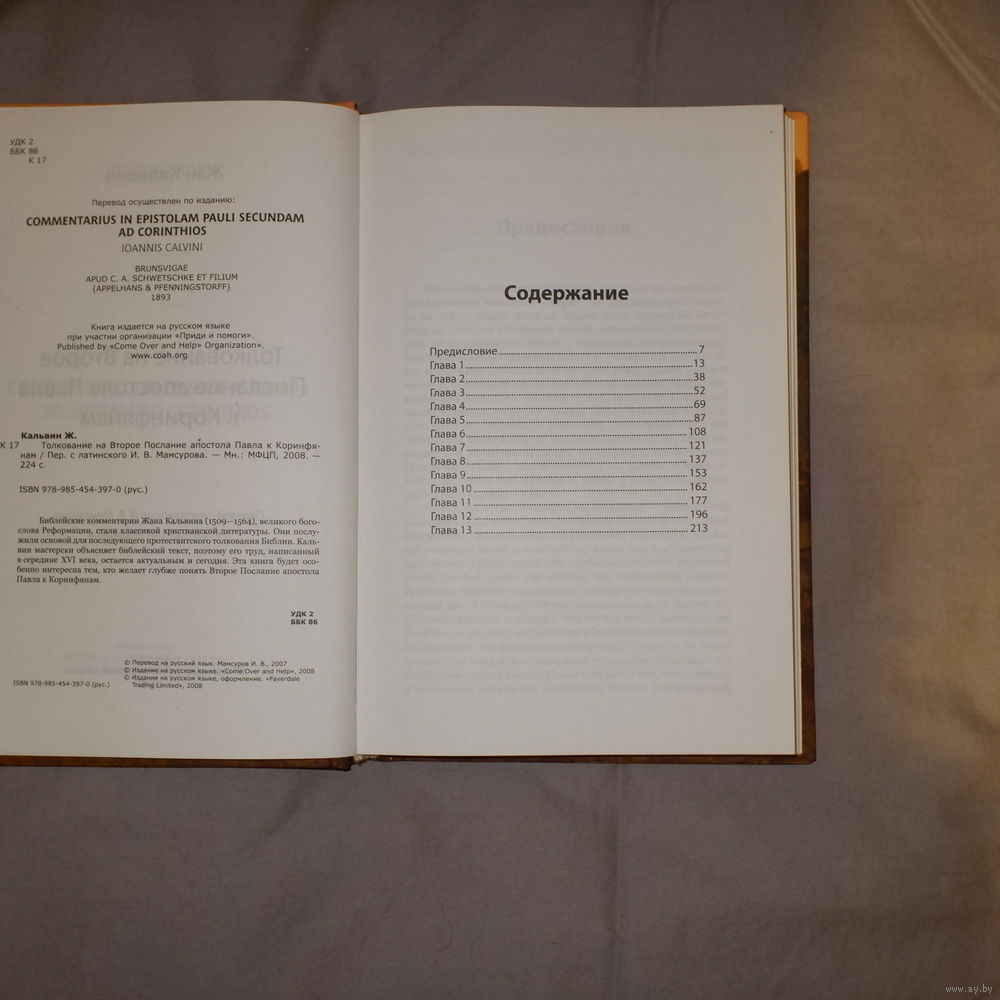 УДК 2
ББК 86
К 17
Перевод осуществлен по изданию:
COMMENTARIUS IN EPISTOLAM PAULI SECUNDAM
AD CORINTHIOS
IOANNIS CALVINI
BRUNSVIGAE
APUD C. A. SCHWETSCHKE ET FILIUM
(APPELHANS & PFENNINGSTORFF)
1893
Книга издается на русском языке
при участии организации «Приди и помоги».
Published by «Come Over and Help» Organization».
www.coah.org
Кальвин Ж.
К 17 Толкование на Второе Послание апостола Павла к Коринфя-
нам / Пер. с латинского И. В. Мамсурова. — Мн.: МФЦП, 2008. —
224 с.
ISBN 978-985-454-397-0 (рус.)
Библейские комментарии Жана Кальвина (1509—1564), великого бого-
слова Реформации, стали классикой христианской литературы. Они послу-
жили основой для последующего протестантского толкования Библии. Каль-
вин мастерски объясняет библейский текст, поэтому его труд, написанный
в середине XVI века, остается актуальным и сегодня. Эта книга будет осо-
бенно интересна тем, кто желает глубже понять Второе Послание апостола
Павла к Коринфянам.
УДК 2
ББК 86
ISBN 978-985-454-397-0 (рус.)
© Перевод на русский язык. Мамсуров И. В., 2007
© Издание на русском языке. «Come Over and Help», 2008
© Издание на русском языке, оформление. «Faverdale
Trading Limited», 2008
Содержание
Предисловие 7
Глава 1 13
Глава 2 38
Глава 3 52
Глава 4 69
Глава 5 87
Глава 6 108
Глава 7 121
Глава 8 137
Глава 9 153
Глава 10 162
Глава 11 177
Глава 12 196
Глава 13 213
www.ay.by